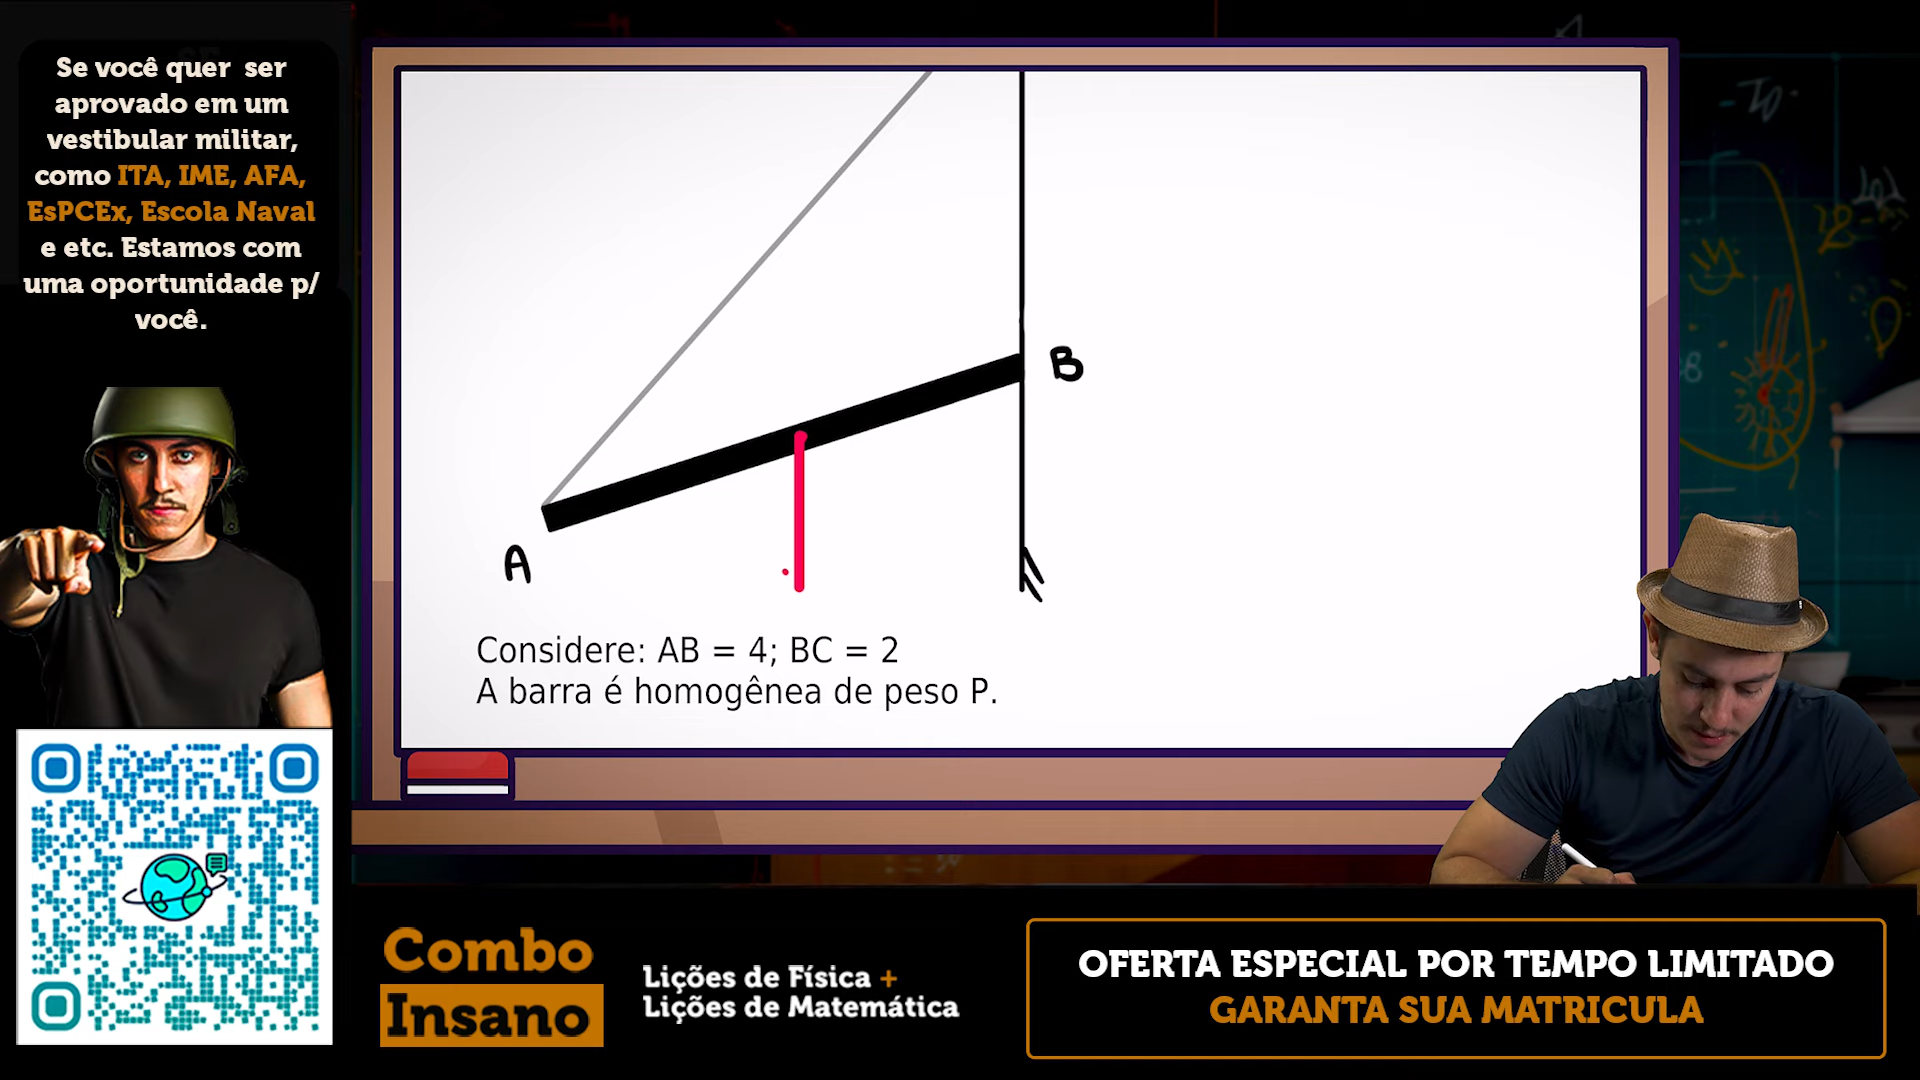 Se você quer ser
aprovado em um
vestibular militar,
como ITA, IME, AFA,
EsPCEx, Escola Naval
e etc. Estamos com
uma oportunidade p/
você.
B
A
Considere: AB = 4; BC = 2
A barra é homogênea de peso P.
Combo
Insano
Lições de Física +
Lições de Matemática
OFERTA ESPECIAL POR TEMPO LIMITADO
GARANTA SUA MATRICULA